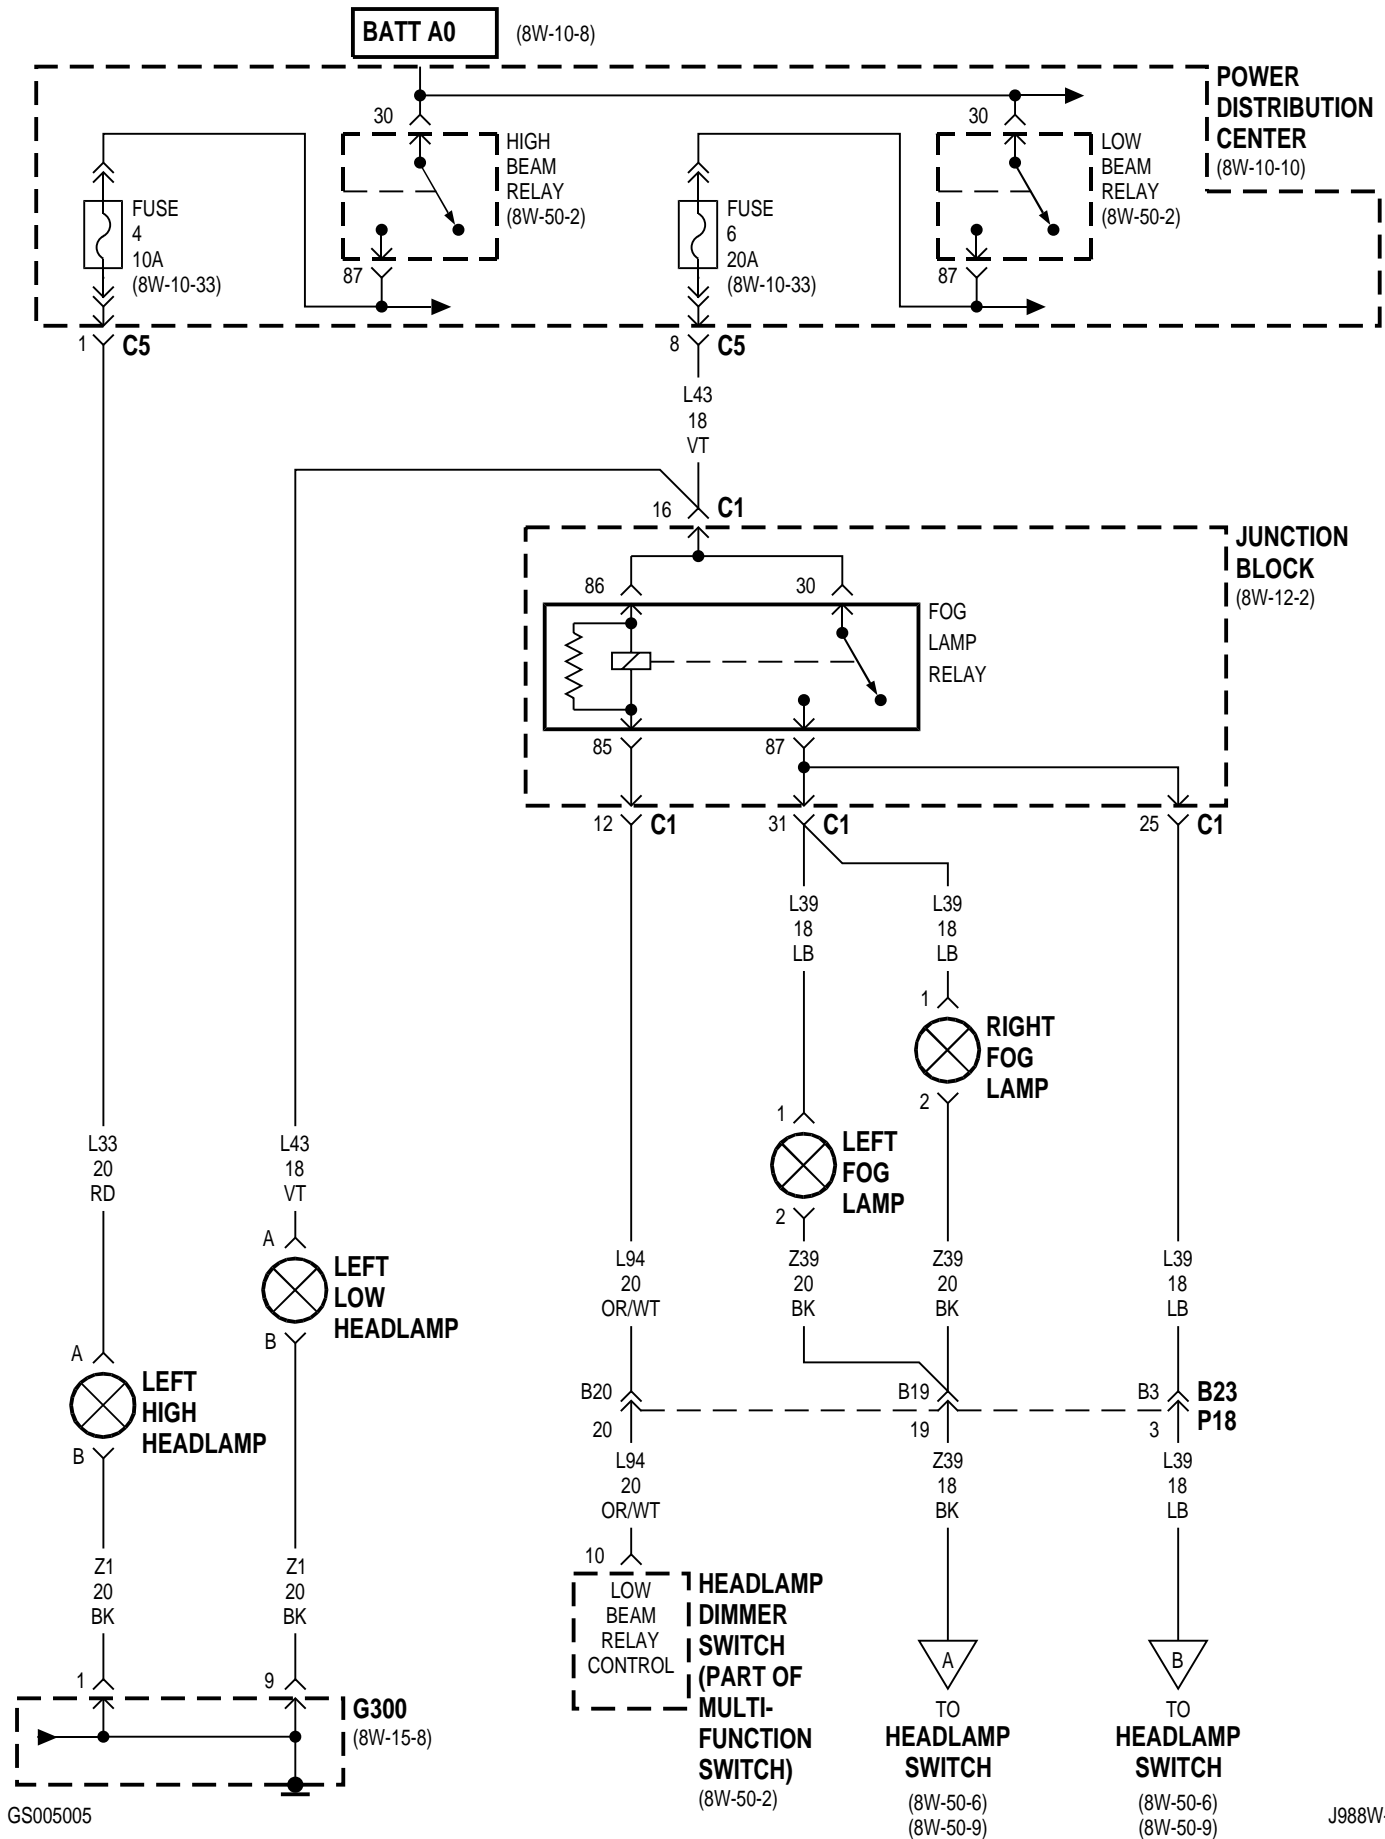 BATT A0 (8W-10-8)
POWER
DISTRIBUTION
CENTER
(8W-10-10)
30
HIGH
BEAM
RELAY
(8W-50-2)
87
30
LOW
BEAM
RELAY
(8W-50-2)
87
FUSE
4
10A
(8W-10-33)
FUSE
6
20A
(8W-10-33)
1 C5
8 C5
L43
18
VT
16 C1
JUNCTION
BLOCK
(8W-12-2)
86
30
FOG
LAMP
RELAY
85
87
12 C1
31 C1
25 C1
L39
18
LB
L39
18
LB
1
RIGHT
FOG
LAMP
2
1
LEFT
FOG
LAMP
2
L33
20
RD
L43
18
VT
A
LEFT
LOW
HEADLAMP
B
A
LEFT
HIGH
HEADLAMP
B
L94
20
OR/WT
Z39
20
BK
Z39
20
BK
L39
18
LB
B20
B19
B3 B23
20
19
3 P18
L94
20
OR/WT
Z39
18
BK
L39
18
LB
10
LOW
BEAM
RELAY
CONTROL
HEADLAMP
DIMMER
SWITCH
(PART OF
MULTI-
FUNCTION
SWITCH)
(8W-50-2)
A
TO
HEADLAMP
SWITCH
(8W-50-6)
(8W-50-9)
B
TO
HEADLAMP
SWITCH
(8W-50-6)
(8W-50-9)
Z1
20
BK
Z1
20
BK
1
9
G300
(8W-15-8)
GS005005
J988W-